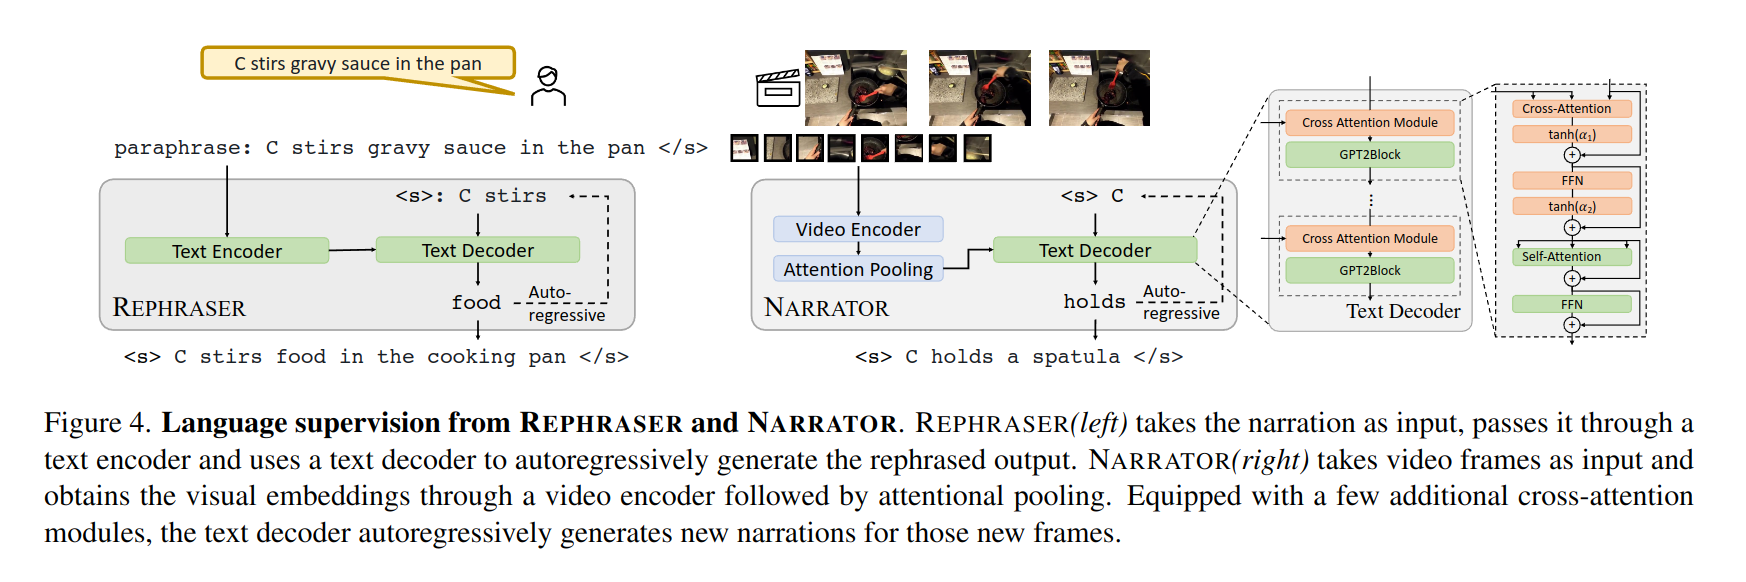 C stirs gravy sauce in the pan
paraphrase: C stirs gravy sauce in the pan </s>
<s>: C stirs
Text Encoder
Text Decoder
food
Auto-
regressive
REPHRASER
<s> C stirs food in the cooking pan </s>
<s> C
Video Encoder
Attention Pooling
Text Decoder
holds
Auto-
regressive
NARRATOR
<s> C holds a spatula </s>
Cross Attention Module
GPT2Block
⋮
Cross Attention Module
GPT2Block
Text Decoder
Cross-Attention
tanh(α₁)
+
FFN
tanh(α₂)
+
Self-Attention
+
FFN
+
Figure 4. Language supervision from REPHRASER and NARRATOR. REPHRASER(left) takes the narration as input, passes it through a
text encoder and uses a text decoder to autoregressively generate the rephrased output. NARRATOR(right) takes video frames as input and
obtains the visual embeddings through a video encoder followed by attentional pooling. Equipped with a few additional cross-attention
modules, the text decoder autoregressively generates new narrations for those new frames.